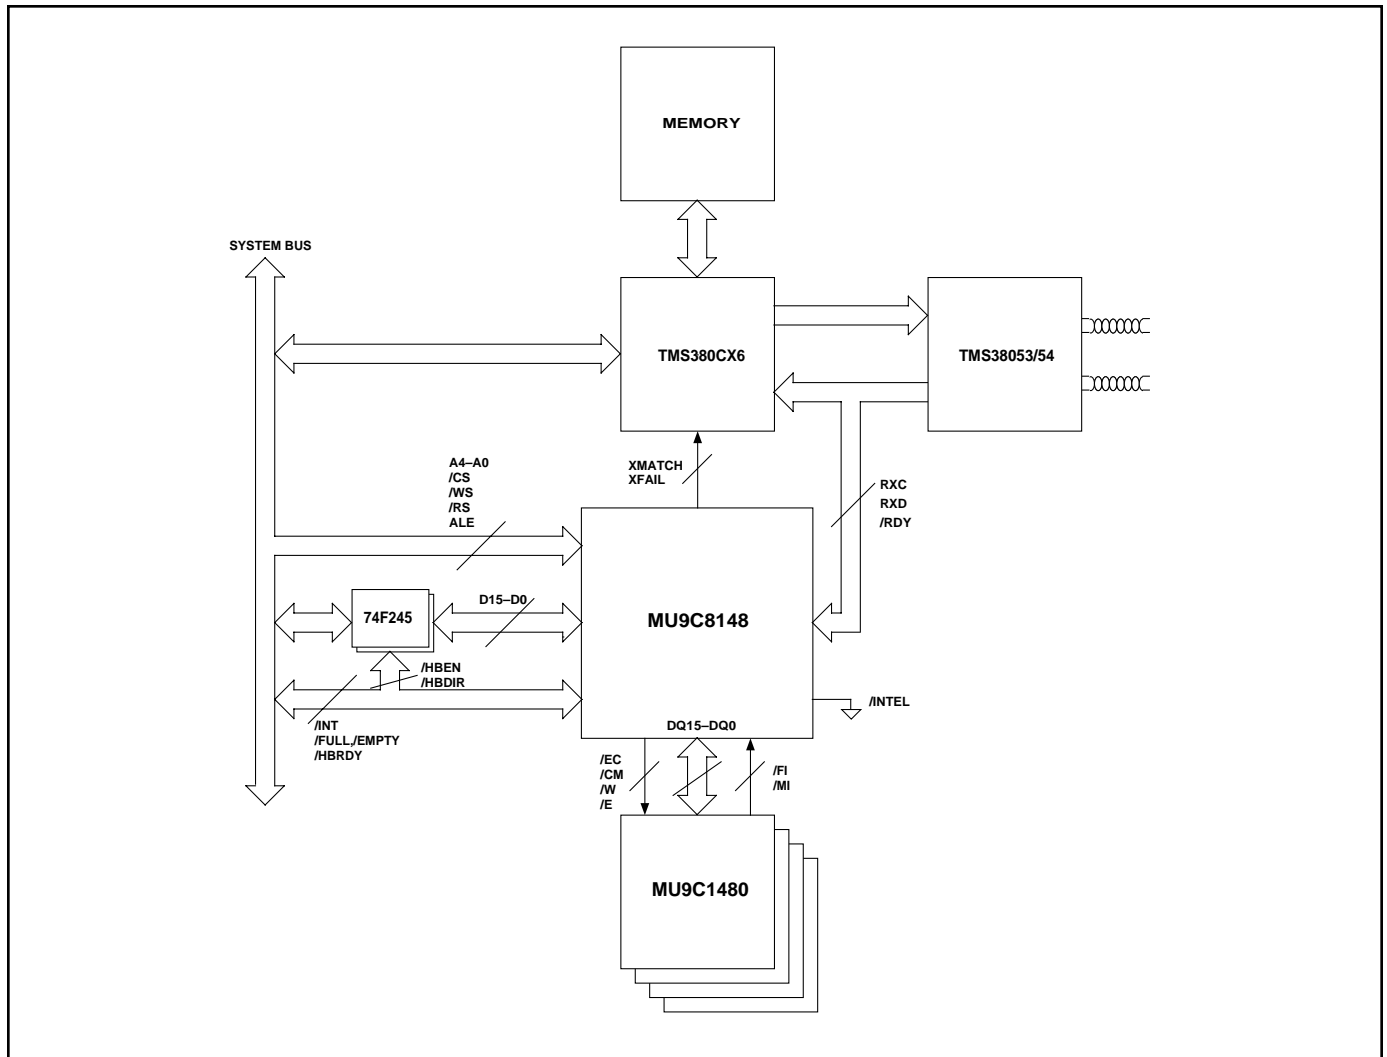 MEMORY
SYSTEM BUS
TMS380CX6
TMS38053/54
A4–A0
/CS
/WS
/RS
ALE
XMATCH
XFAIL
RXC
RXD
/RDY
74F245
D15–D0
MU9C8148
/HBEN
/HBDIR
/INT
/FULL,/EMPTY
/HBRDY
/INTEL
DQ15–DQ0
/EC
/CM
/W
/E
/FI
/MI
MU9C1480